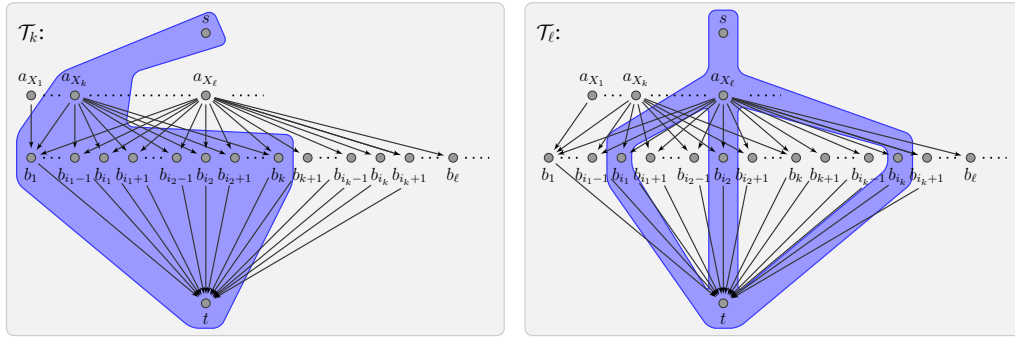 𝒯ₖ:
s
a_{X_1} a_{X_k} a_{X_ℓ}
b_1 b_{i_1−1} b_{i_1} b_{i_1+1} b_{i_2−1} b_{i_2} b_{i_2+1} b_k b_{k+1} b_{i_k−1} b_{i_k} b_{i_k+1} b_ℓ
t
𝒯_ℓ:
s
a_{X_1} a_{X_k} a_{X_ℓ}
b_1 b_{i_1−1} b_{i_1} b_{i_1+1} b_{i_2−1} b_{i_2} b_{i_2+1} b_k b_{k+1} b_{i_k−1} b_{i_k} b_{i_k+1} b_ℓ
t